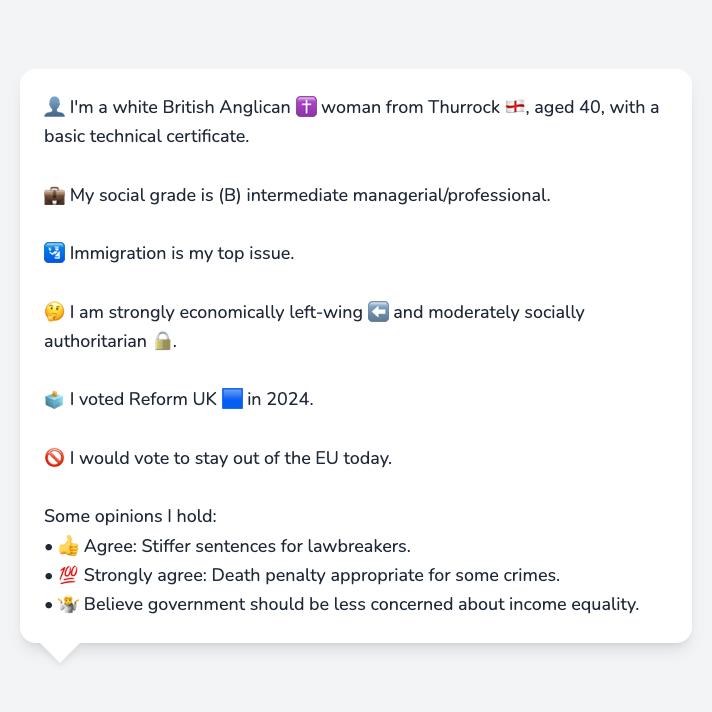 👤 I'm a white British Anglican ✝️ woman from Thurrock 🏴󠁧󠁢󠁥󠁮󠁧󠁿, aged 40, with a
basic technical certificate.
💼 My social grade is (B) intermediate managerial/professional.
🛂 Immigration is my top issue.
🤔 I am strongly economically left-wing ⬅️ and moderately socially
authoritarian 🔒.
🗳️ I voted Reform UK 🟦 in 2024.
🚫 I would vote to stay out of the EU today.
Some opinions I hold:
• 👍 Agree: Stiffer sentences for lawbreakers.
• 💯 Strongly agree: Death penalty appropriate for some crimes.
• 🤷‍♀️ Believe government should be less concerned about income equality.